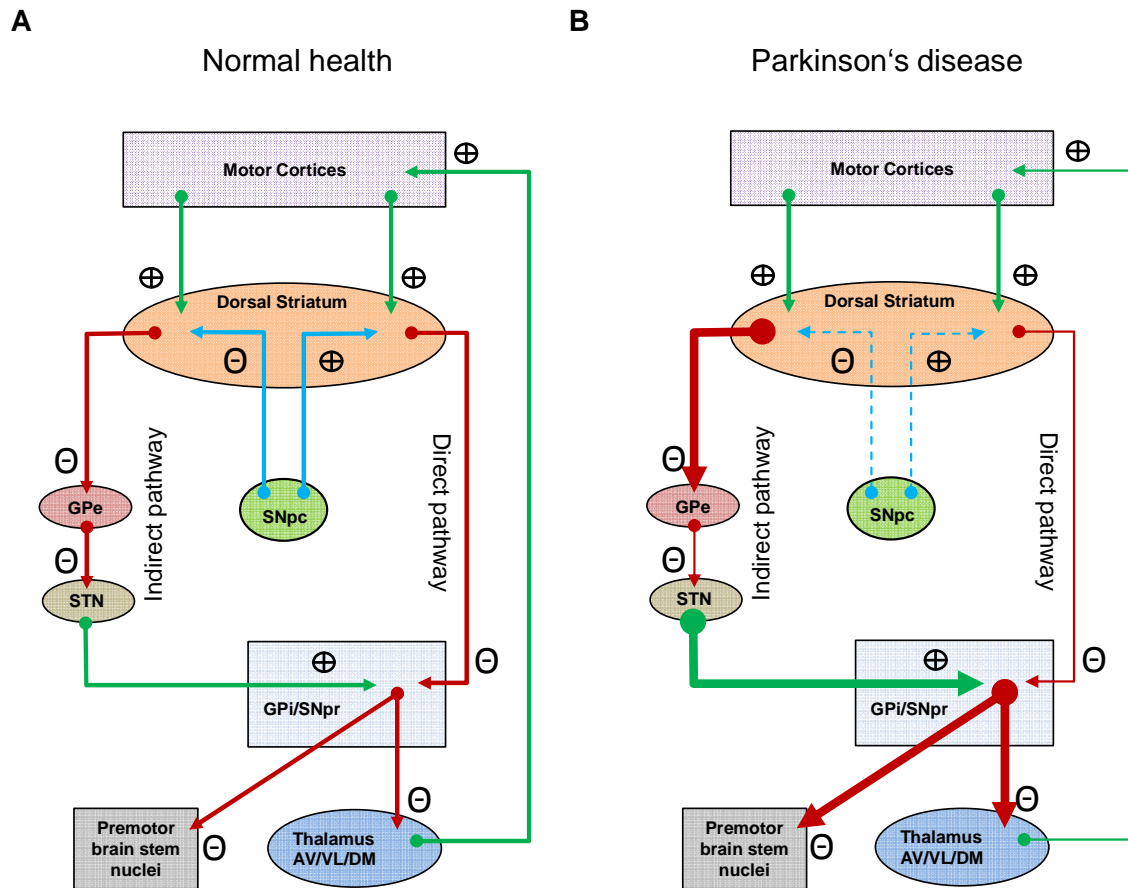 A
Normal health
Motor Cortices
⊕
⊕
⊕
Dorsal Striatum
Θ
⊕
Θ
GPe
Indirect pathway
SNpc
Direct pathway
Θ
STN
⊕
Θ
GPi/SNpr
Θ
Premotor
brain stem
nuclei
Θ
Thalamus
AV/VL/DM
B
Parkinson‘s disease
Motor Cortices
⊕
⊕
⊕
Dorsal Striatum
Θ
⊕
Θ
GPe
Indirect pathway
SNpc
Direct pathway
Θ
STN
⊕
Θ
GPi/SNpr
Θ
Premotor
brain stem
nuclei
Θ
Thalamus
AV/VL/DM